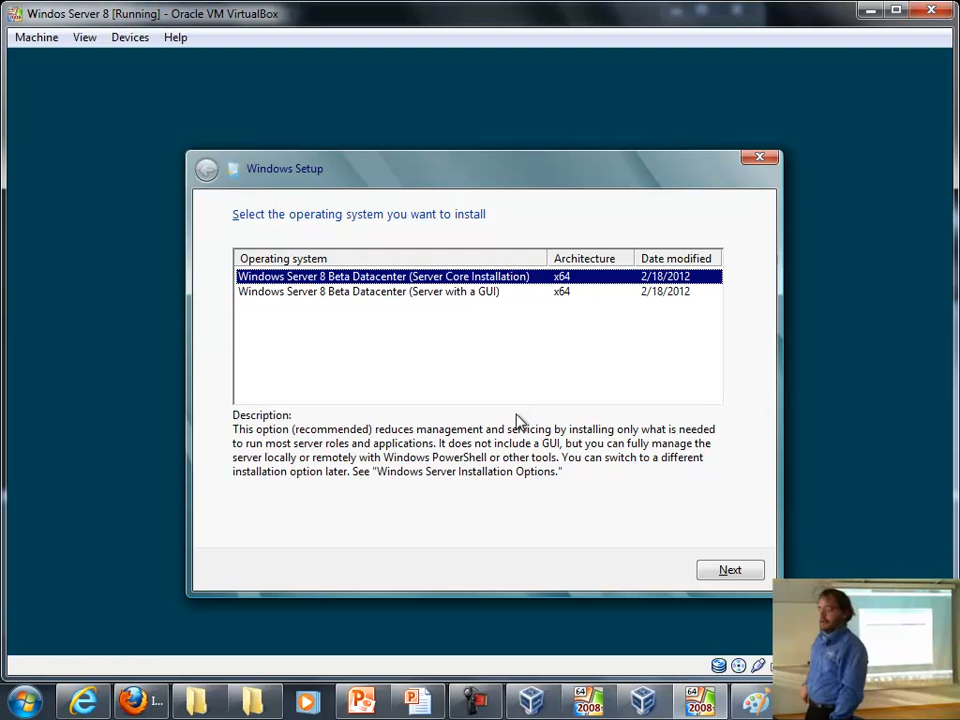 Windos Server 8 [Running] - Oracle VM VirtualBox
Machine View Devices Help
Windows Setup
Select the operating system you want to install
Operating system Architecture Date modified
Windows Server 8 Beta Datacenter (Server Core Installation) x64 2/18/2012
Windows Server 8 Beta Datacenter (Server with a GUI) x64 2/18/2012
Description:
This option (recommended) reduces management and servicing by installing only what is needed
to run most server roles and applications. It does not include a GUI, but you can fully manage the
server locally or remotely with Windows PowerShell or other tools. You can switch to a different
installation option later. See "Windows Server Installation Options."
Next
64 2008
64 2008